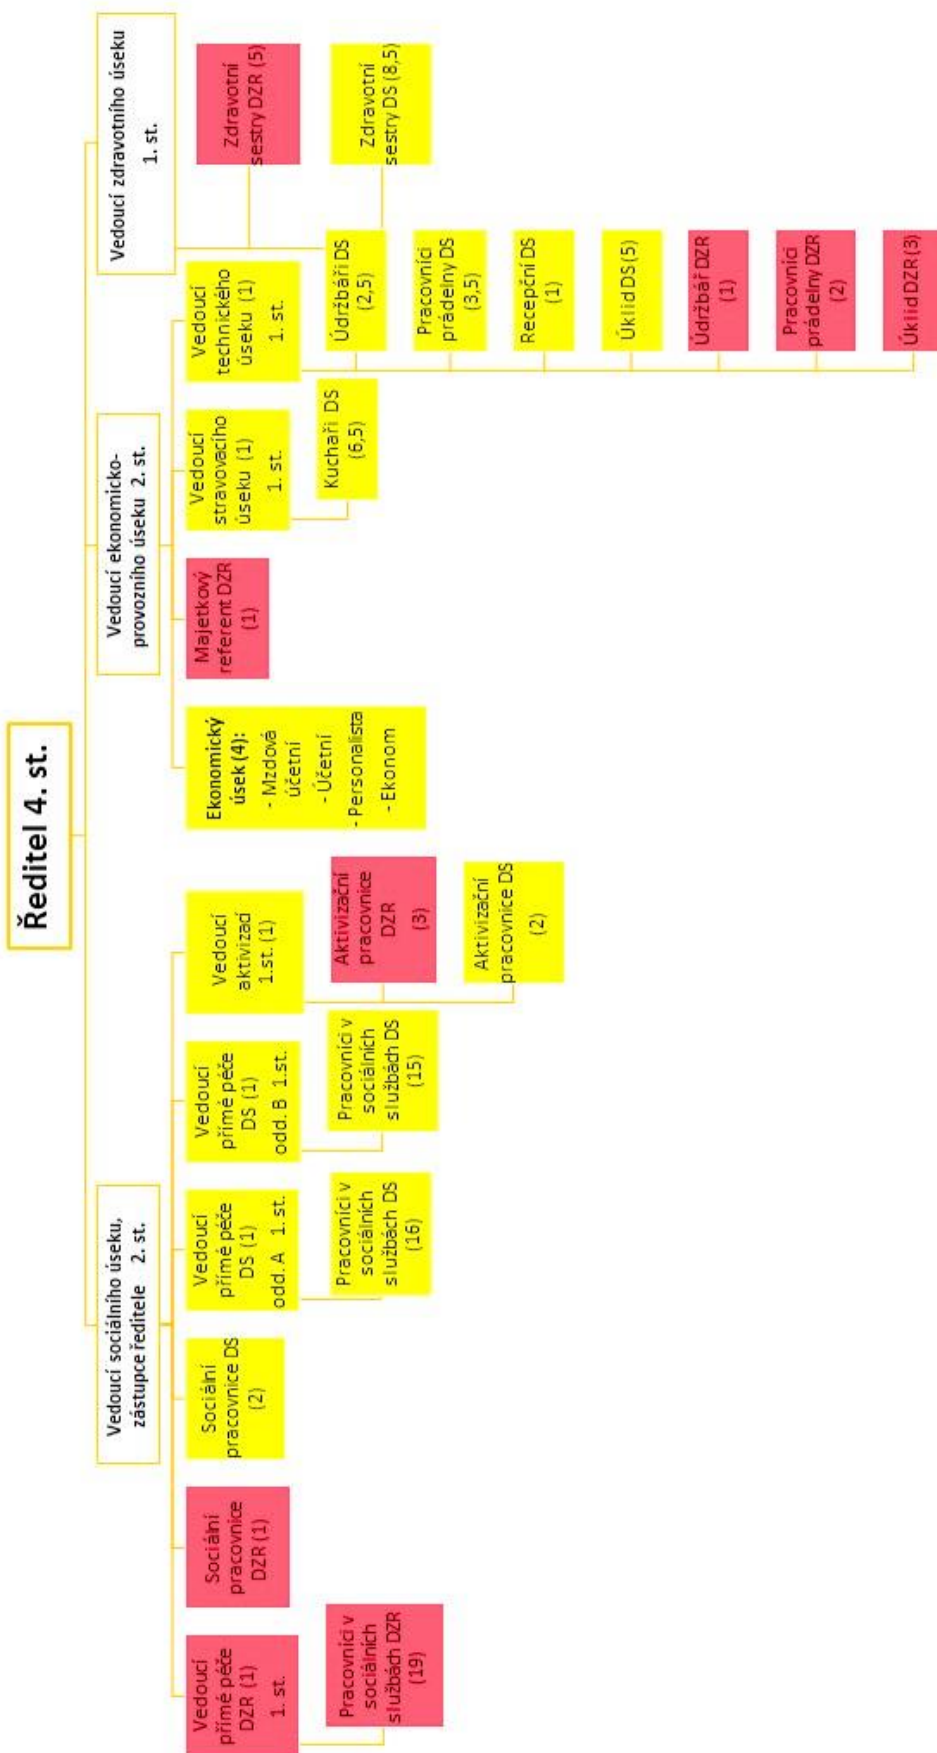 Ředitel 4. st.
Vedoucí sociálního úseku,
zástupce ředitele 2. st.
Vedoucí ekonomicko-
provozního úseku 2. st.
Vedoucí zdravotního úseku
1. st.
Vedoucí
přímé péče
DZR (1)
1. st.
Pracovníci v
sociálních
službách DZR
(19)
Sociální
pracovnice
DZR (1)
Sociální
pracovnice DS
(2)
Vedoucí
přímé péče
DS (1)
odd. A 1. st.
Pracovníci v
sociálních
službách DS
(16)
Vedoucí
přímé péče
DS (1)
odd. B 1.st.
Pracovníci v
sociálních
službách DS
(15)
Vedoucí
aktivizací
1.st. (1)
Aktivizační
pracovnice
DZR
(3)
Aktivizační
pracovnice DS
(2)
Ekonomický
úsek (4):
- Mzdová
účetní
- Účetní
- Personalista
- Ekonom
Majetkový
referent DZR
(1)
Vedoucí
stravovacího
úseku (1)
1. st.
Kuchaři DS
(6,5)
Vedoucí
technického
úseku (1)
1. st.
Údržbáři DS
(2,5)
Pracovníci
prádelny DS
(3,5)
Recepční DS
(1)
Úklid DS (5)
Údržbář DZR
(1)
Pracovníci
prádelny DZR
(2)
Úklid DZR (3)
Zdravotní
sestry DZR (5)
Zdravotní
sestry DS (8,5)